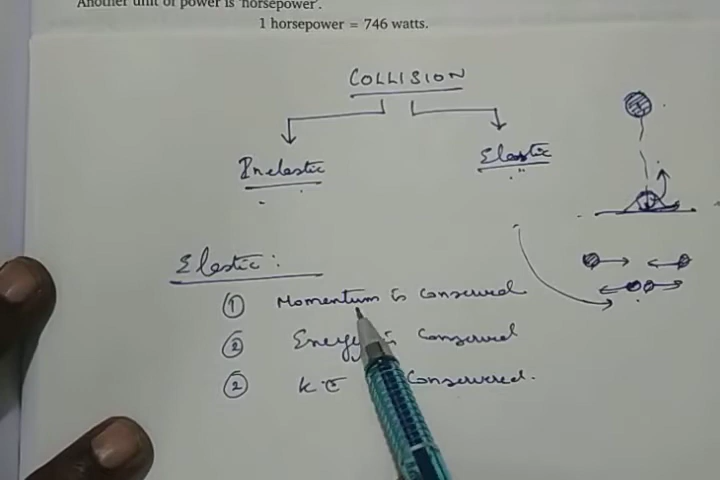 Another unit of power is 'horsepower'.
1 horsepower = 746 watts.
COLLISION
Inelastic
Elastic
Elastic :
① Momentum is conserved
② Energy is conserved
② K.E conserved.